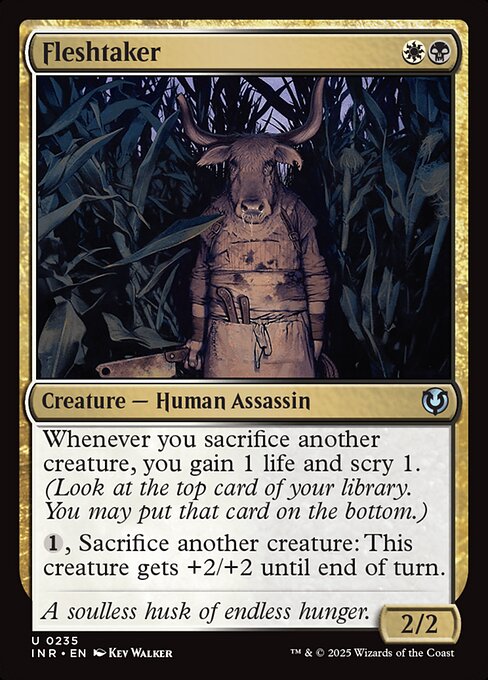 Fleshtaker
Creature — Human Assassin
Whenever you sacrifice another
creature, you gain 1 life and scry 1.
(Look at the top card of your library.
You may put that card on the bottom.)
1, Sacrifice another creature: This
creature gets +2/+2 until end of turn.
A soulless husk of endless hunger.
2/2
U 0235
INR • EN Kev Walker
™ & © 2025 Wizards of the Coast